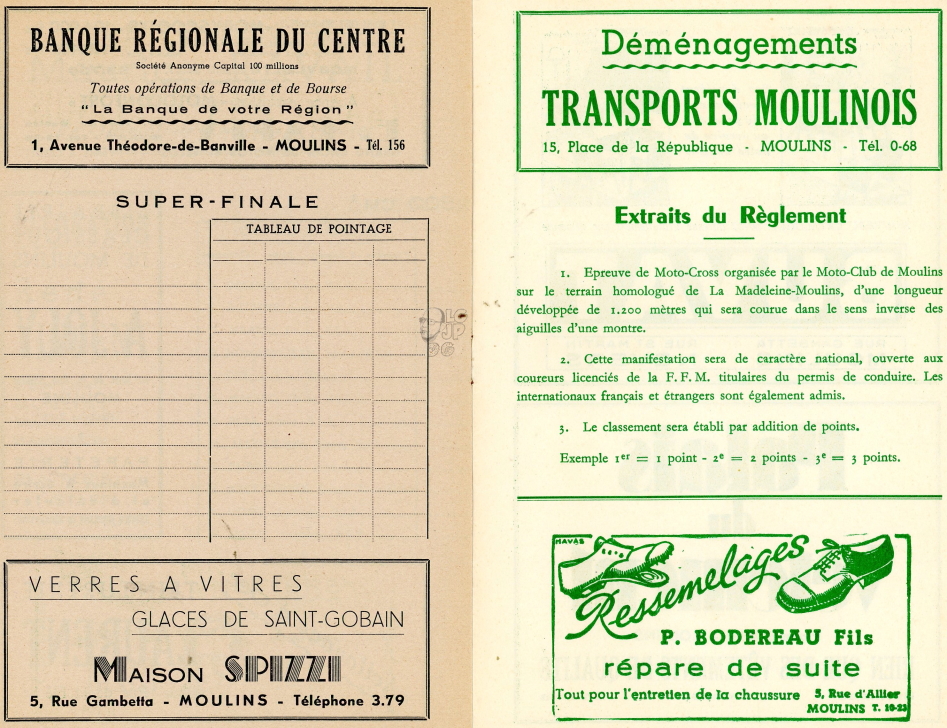 BANQUE RÉGIONALE DU CENTRE
Société Anonyme Capital 100 millions
Toutes opérations de Banque et de Bourse
"La Banque de votre Région"
1, Avenue Théodore-de-Banville - MOULINS - Tél. 156
SUPER-FINALE
TABLEAU DE POINTAGE
VERRES A VITRES
GLACES DE SAINT-GOBAIN
MAISON SPIZZI
5, Rue Gambetta - MOULINS - Téléphone 3.79
Déménagements
TRANSPORTS MOULINOIS
15, Place de la République - MOULINS - Tél. 0-68
Extraits du Règlement
1. Epreuve de Moto-Cross organisée par le Moto-Club de Moulins
sur le terrain homologué de La Madeleine-Moulins, d'une longueur
développée de 1.200 mètres qui sera courue dans le sens inverse des
aiguilles d'une montre.
2. Cette manifestation sera de caractère national, ouverte aux
coureurs licenciés de la F.F.M. titulaires du permis de conduire. Les
internationaux français et étrangers sont également admis.
3. Le classement sera établi par addition de points.
Exemple 1er = 1 point - 2e = 2 points - 3e = 3 points.
HAVAS
Ressemelages
P. BODEREAU Fils
répare de suite
Tout pour l'entretien de la chaussure 5, Rue d'Allier
MOULINS T. 10-23